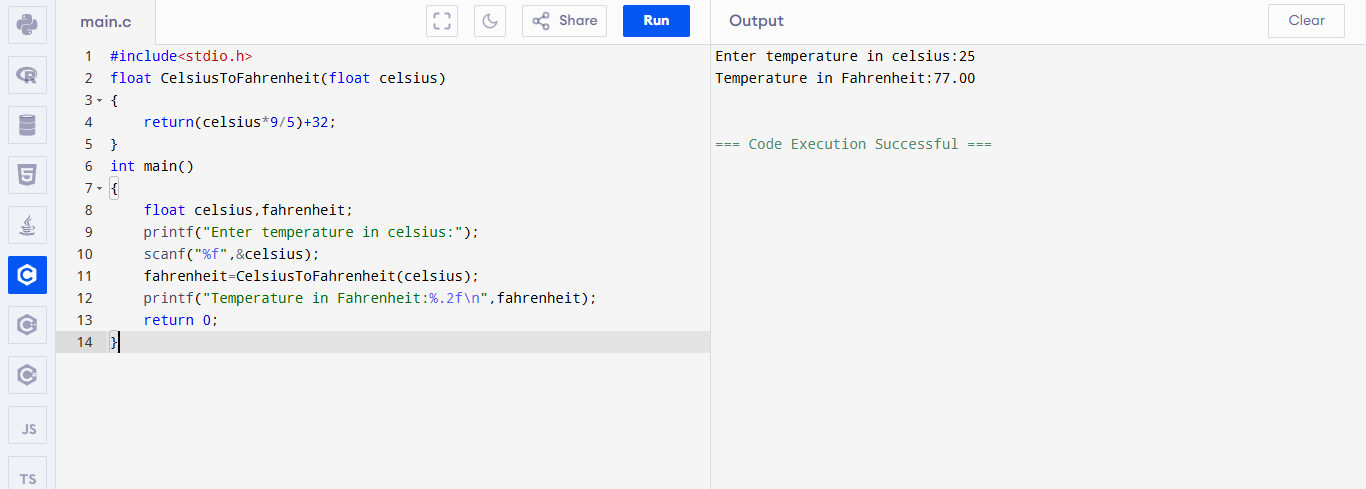 main.c
Share
Run
Output
Clear
1 #include<stdio.h>
2 float CelsiusToFahrenheit(float celsius)
3 {
4     return(celsius*9/5)+32;
5 }
6 int main()
7 {
8     float celsius,fahrenheit;
9     printf("Enter temperature in celsius:");
10     scanf("%f",&celsius);
11     fahrenheit=CelsiusToFahrenheit(celsius);
12     printf("Temperature in Fahrenheit:%.2f\n",fahrenheit);
13     return 0;
14 }
Enter temperature in celsius:25
Temperature in Fahrenheit:77.00
=== Code Execution Successful ===
R
5
C
C
C
JS
TS